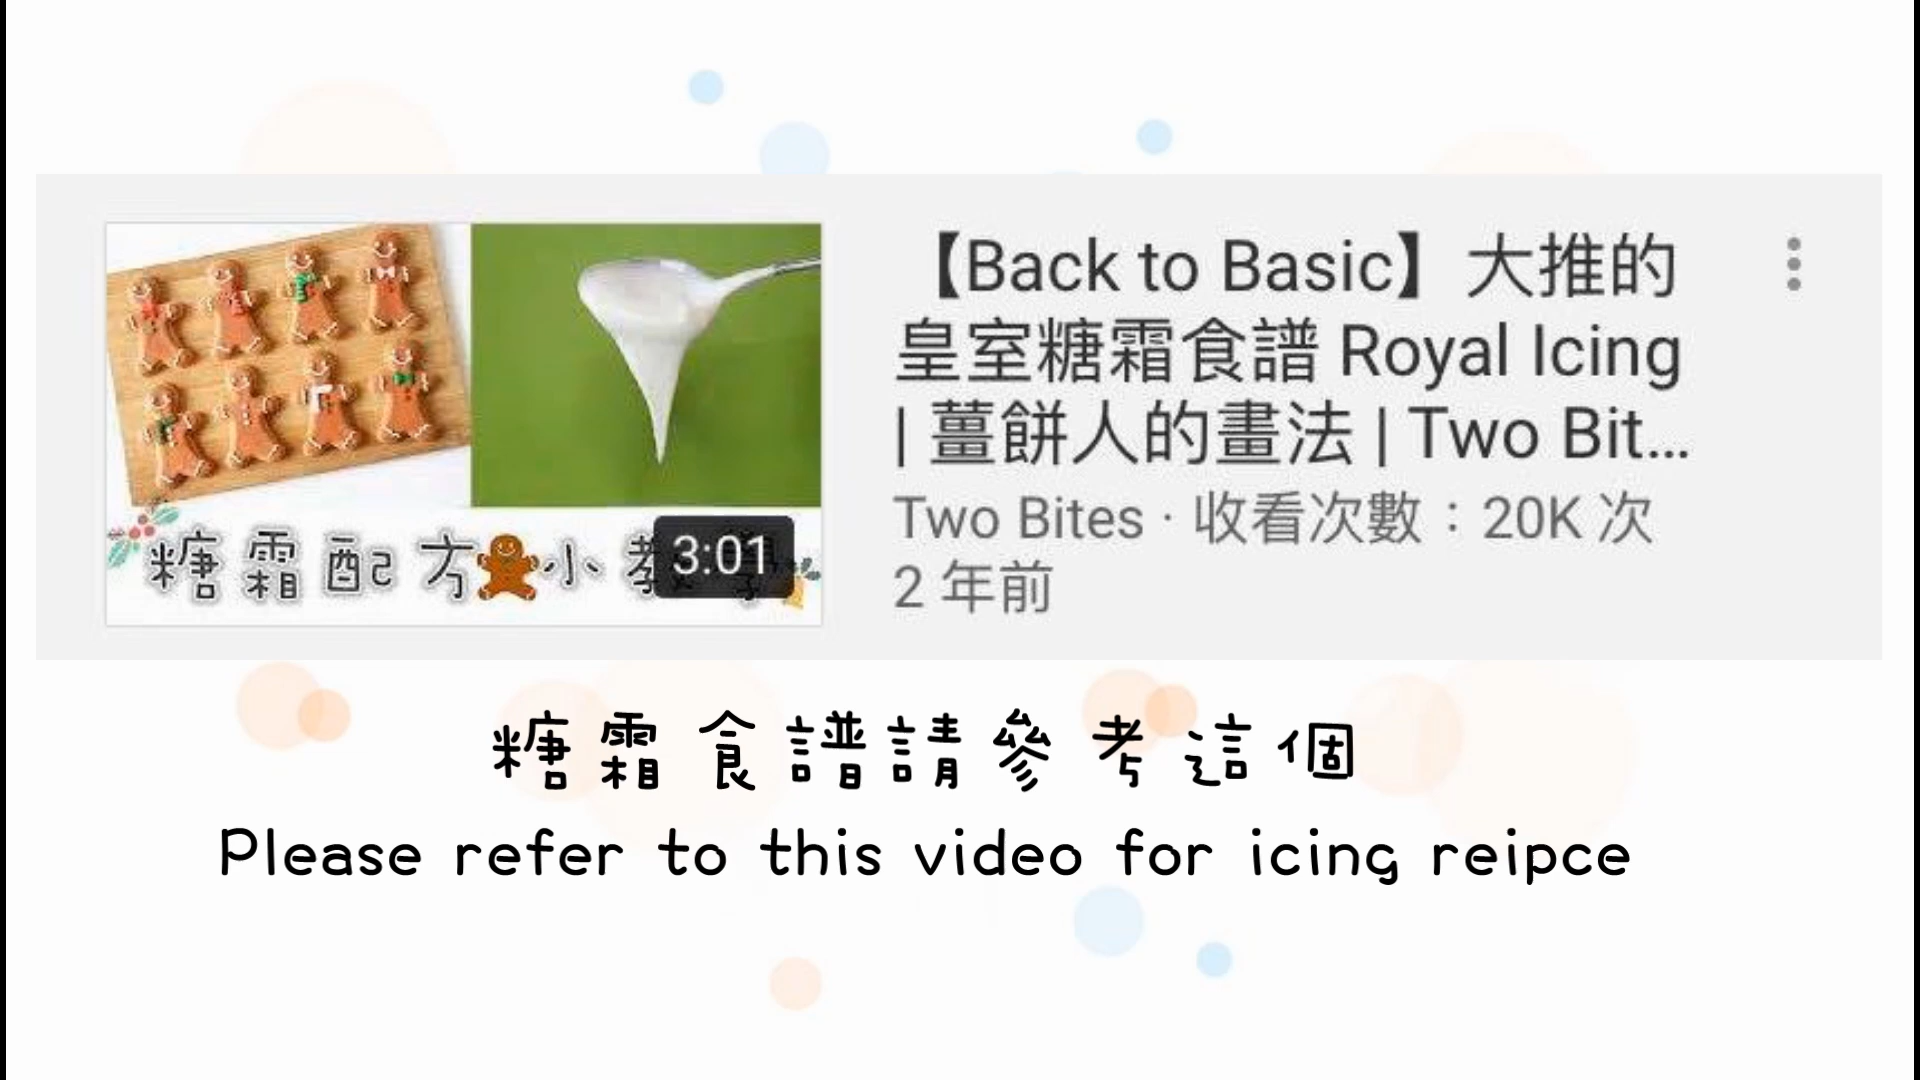 【Back to Basic】 大推的
皇室糖霜食譜 Royal Icing
| 薑餅人的畫法 | Two Bit...
Two Bites · 收看次數：20K 次
2 年前
糖霜配方 小教
3:01
糖霜食譜請參考這個
Please refer to this video for icing reipce